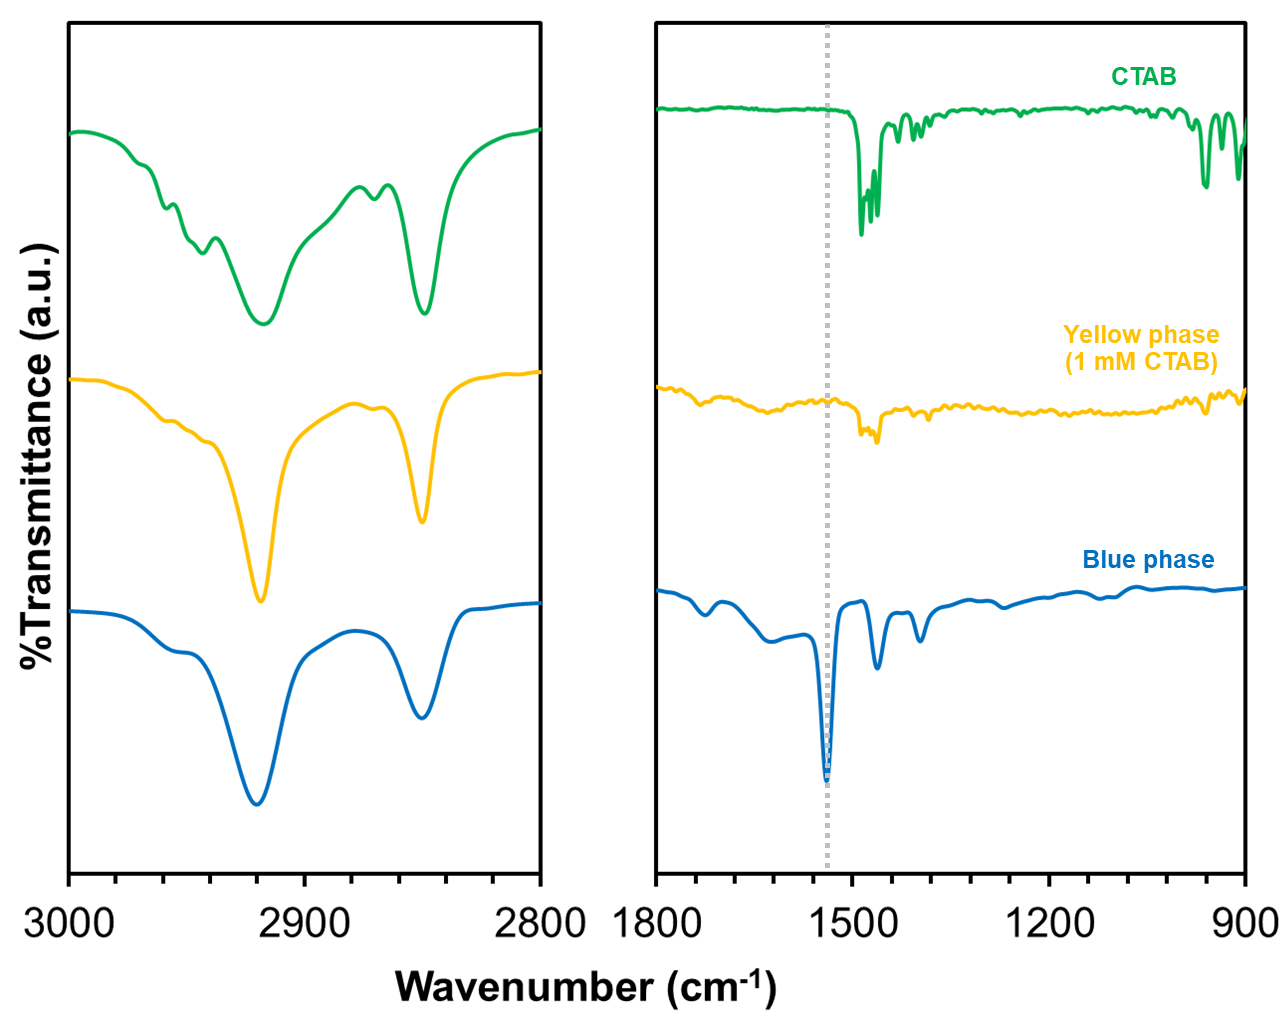 %Transmittance (a.u.)
CTAB
Yellow phase
(1 mM CTAB)
Blue phase
3000 2900 2800 1800 1500 1200 900
Wavenumber (cm⁻¹)